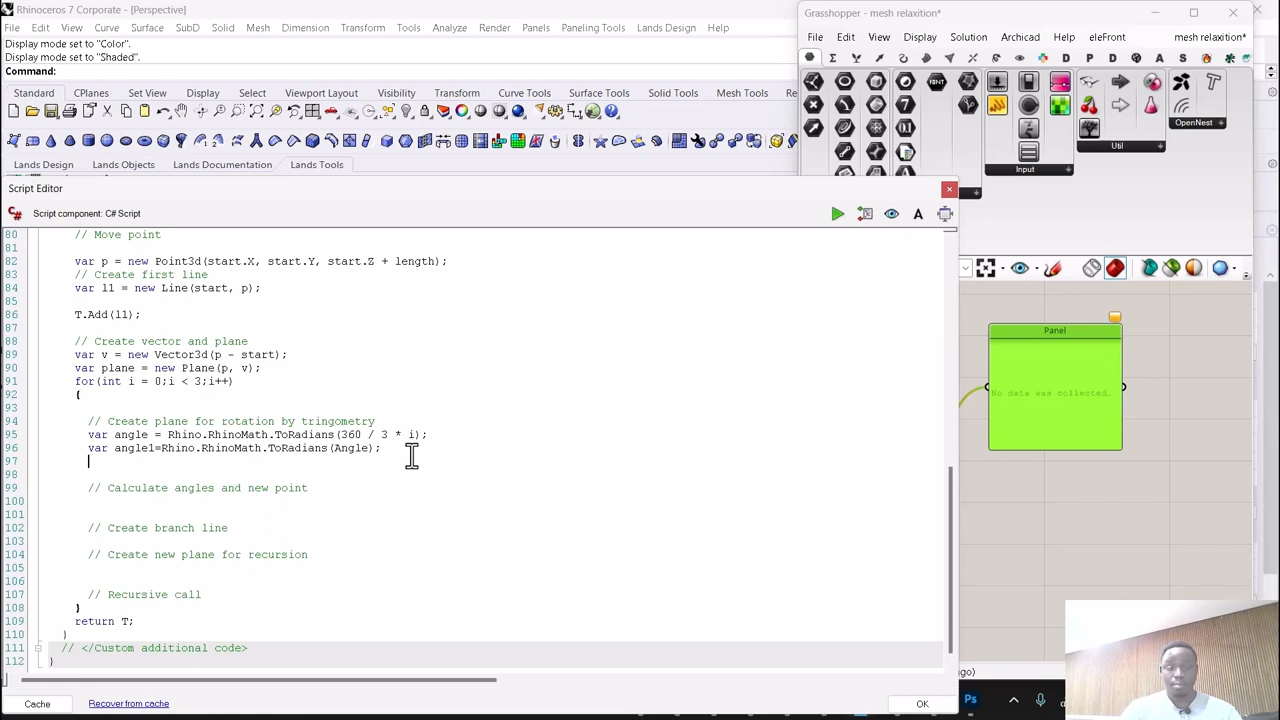 Rhinoceros 7 Corporate - [Perspective]
File Edit View Curve Surface SubD Solid Mesh Dimension Transform Tools Analyze Render Panels Paneling Tools Lands Design Help
Display mode set to "Color".
Display mode set to "Shaded".
Command:
Standard CPlanes Set View Display Select Viewport Layout Visibility Transform Curve Tools Surface Tools Solid Tools Mesh Tools
Lands Design Lands Objects Lands Documentation Lands Tools
Grasshopper - mesh relaxition*
File Edit View Display Solution Archicad Help eleFront mesh relaxition*
Input
Util
OpenNest
Script Editor
Script component: C# Script
80 // Move point
81
82 var p = new Point3d(start.X, start.Y, start.Z + length);
83 // Create first line
84 var l1 = new Line(start, p);
85
86 T.Add(l1);
87
88 // Create vector and plane
89 var v = new Vector3d(p - start);
90 var plane = new Plane(p, v);
91 for(int i = 0;i < 3;i++)
92 {
93
94 // Create plane for rotation by tringometry
95 var angle = Rhino.RhinoMath.ToRadians(360 / 3 * i);
96 var angle1=Rhino.RhinoMath.ToRadians(Angle);
97
98
99 // Calculate angles and new point
100
101
102 // Create branch line
103
104 // Create new plane for recursion
105
106
107 // Recursive call
108 }
109 return T;
110 }
111 // </Custom additional code>
112 }
Cache
Recover from cache
OK
Panel
No data was collected…
Ps